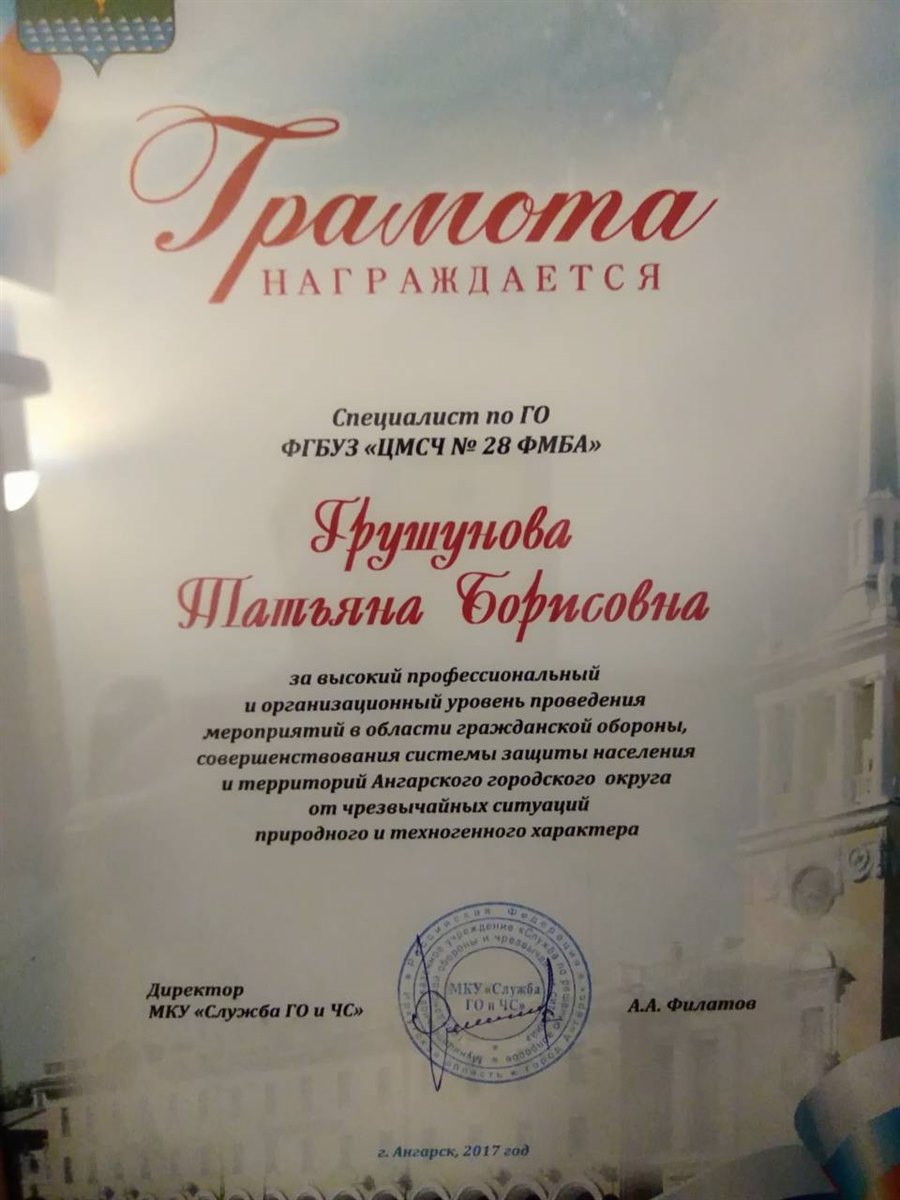 Грамота
НАГРАЖДАЕТСЯ
Специалист по ГО
ФГБУЗ «ЦМСЧ № 28 ФМБА»
Грушунова
Татьяна Борисовна
за высокий профессиональный
и организационный уровень проведения
мероприятий в области гражданской обороны,
совершенствования системы защиты населения
и территорий Ангарского городского округа
от чрезвычайных ситуаций
природного и техногенного характера
Директор
МКУ «Служба ГО и ЧС»
Российская Федерация
МКУ «Служба
ГО и ЧС»
А.А. Филатов
г. Ангарск, 2017 год